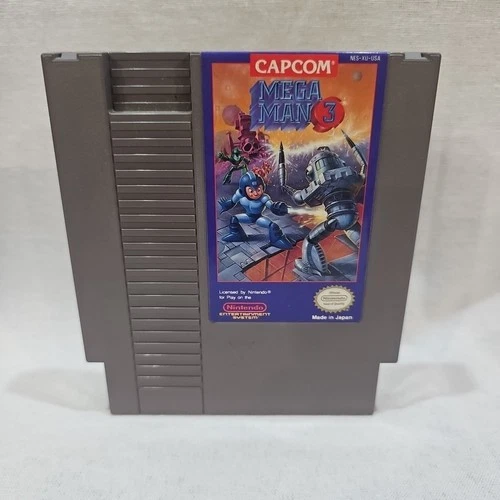 NES-XU-USA
CAPCOM®
MEGA
MAN 3
Licensed by Nintendo®
for Play on the
Nintendo
ENTERTAINMENT
SYSTEM
Nintendo
Made in Japan